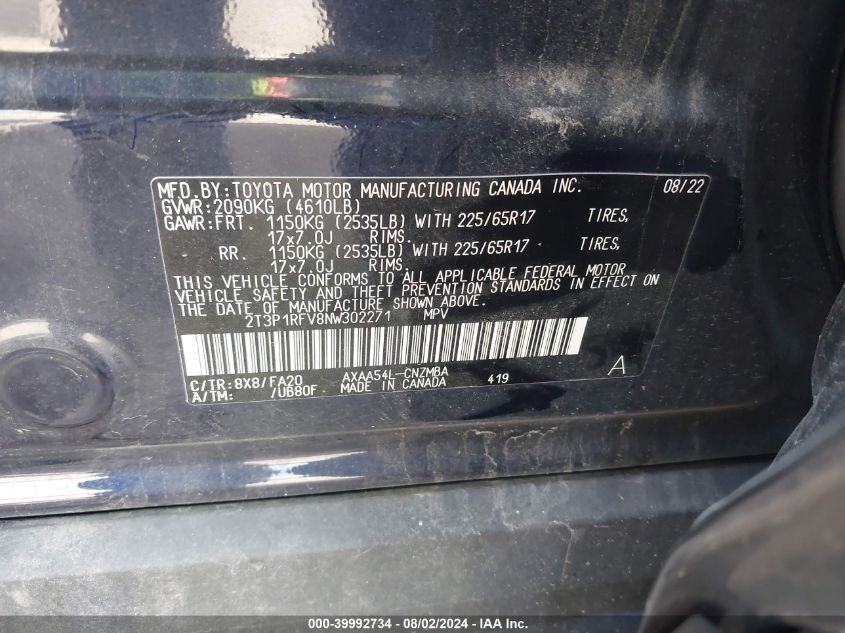 MFD. BY: TOYOTA MOTOR MANUFACTURING CANADA INC. 08/22
GVWR: 2090KG (4610LB)
GAWR: FRT. 1150KG (2535LB) WITH 225/65R17 TIRES,
17x7.0J RIMS.
RR. 1150KG (2535LB) WITH 225/65R17 TIRES,
17x7.0J RIMS.
THIS VEHICLE CONFORMS TO ALL APPLICABLE FEDERAL MOTOR
VEHICLE SAFETY AND THEFT PREVENTION STANDARDS IN EFFECT ON
THE DATE OF MANUFACTURE SHOWN ABOVE.
2T3P1RFV8NW302271 MPV
C/TR: 8X8/FA20 AXAA54L-CNZMBA 419 A
A/TM: /UB80F MADE IN CANADA
000-39992734 - 08/02/2024 - IAA Inc.